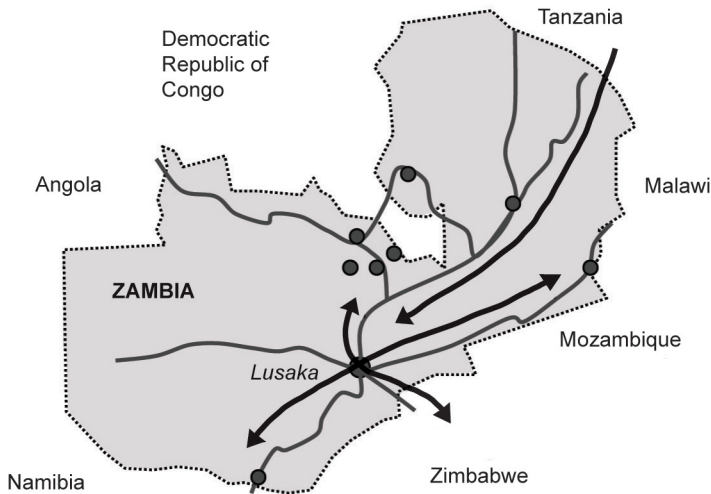 Tanzania
Democratic
Republic of
Congo
Angola
Malawi
ZAMBIA
Mozambique
Lusaka
Namibia
Zimbabwe